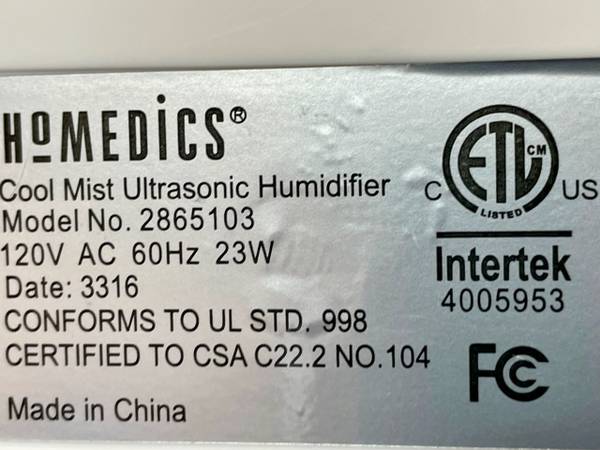 HoMEDiCS®
Cool Mist Ultrasonic Humidifier
Model No. 2865103
120V AC 60Hz 23W
Date: 3316
CONFORMS TO UL STD. 998
CERTIFIED TO CSA C22.2 NO.104
Made in China
C ETL CM US
LISTED
Intertek
4005953
FC